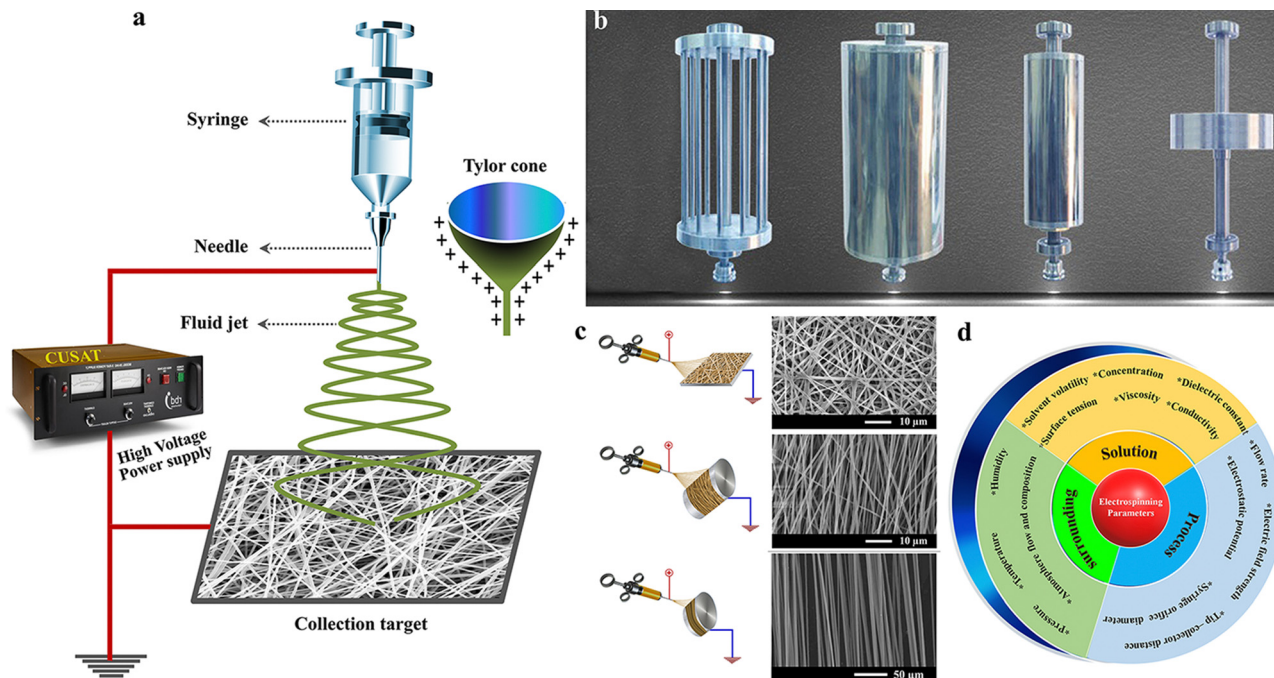 a
Syringe
Tylor cone
Needle
Fluid jet
CUSAT
High Voltage
Power supply
Collection target
b
c
10 µm
10 µm
50 µm
d
*Solvent volatility
*Concentration
*Dielectric constant
*Surface tension
*Viscosity
*Conductivity
Solution
*Humidity
*Atmosphere flow and composition
*Temperature
*Pressure
surrounding
Electrospinning
Parameters
Process
*Flow rate
*Electrostatic potential
*Electric field strength
*Syringe orifice diameter
*Tip–collector distance